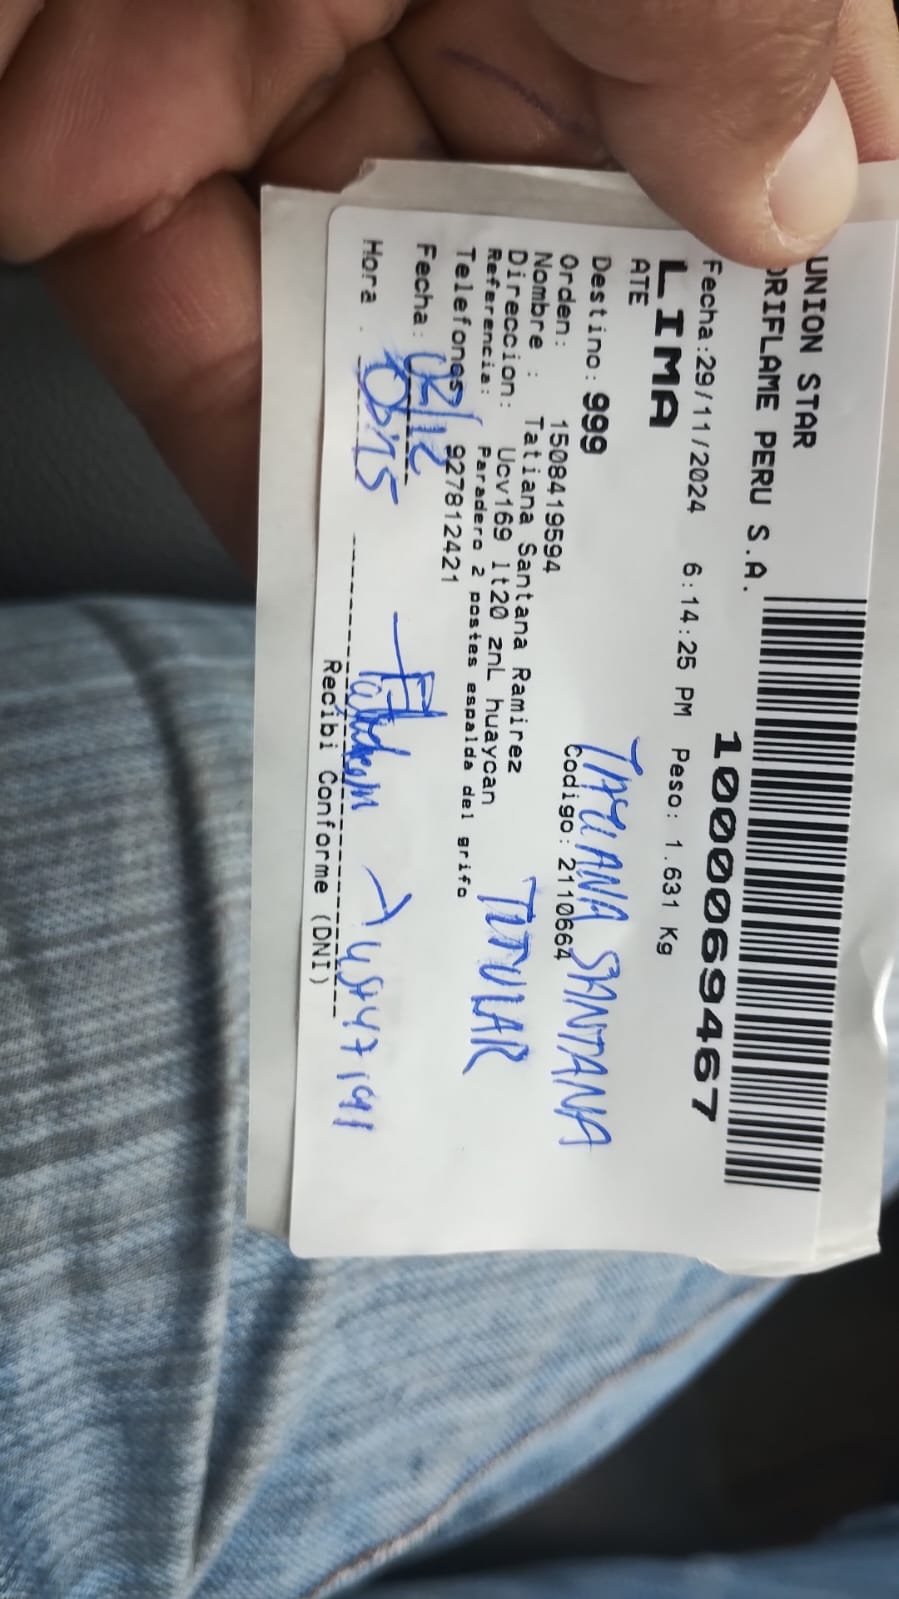 UNION STAR
ORIFLAME PERU S.A.
1000069467
Fecha:29/11/2024 6:14:25 PM Peso: 1.631 Kg
LIMA
ATE
TATIANA SANTANA
Destino: 999
Orden: 1508419594 Codigo: 2110664
Nombre : Tatiana Santana Ramirez
Direccion: Ucv169 lt20 znL huaycan
TITULAR
Referencia: Paradero 2 postes espalda del grifo
Telefonos: 927812421
Fecha: 02/12
Hora :
Recibi Conforme (DNI)